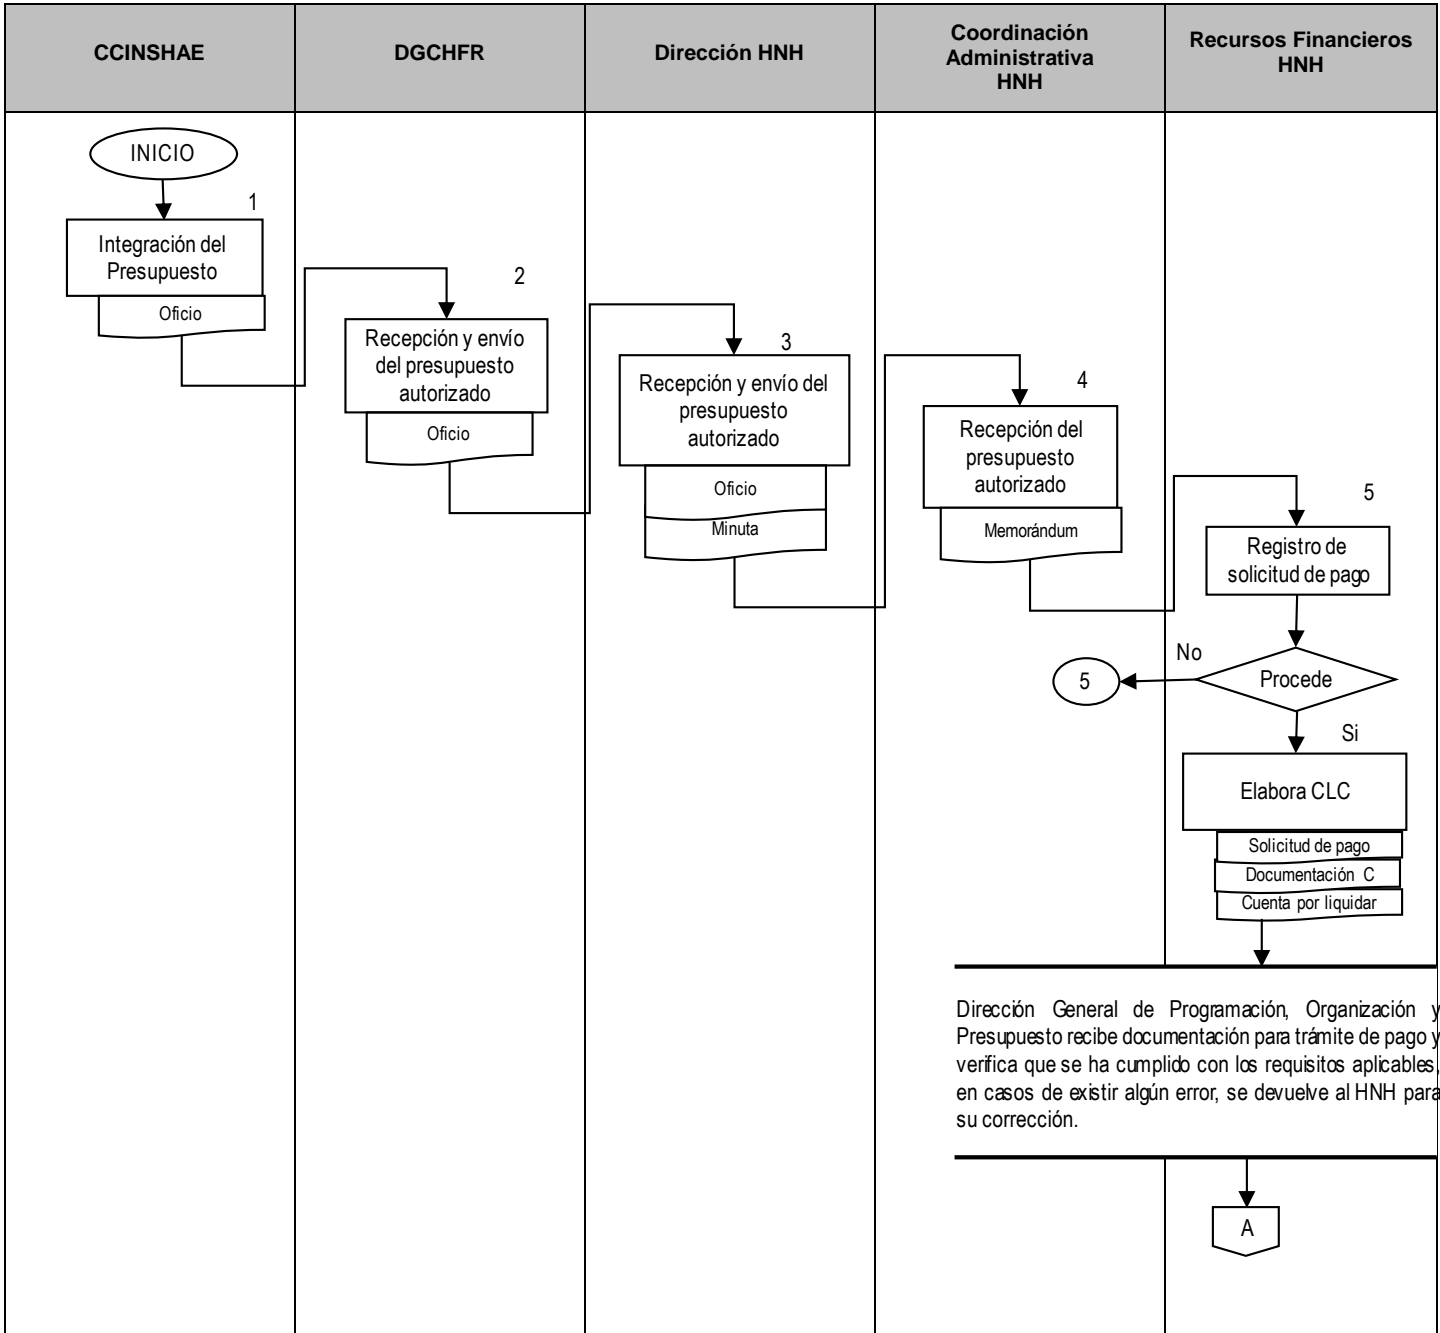 CCINSHAE
DGCHFR
Dirección HNH
Coordinación
Administrativa
HNH
Recursos Financieros
HNH
INICIO
1
Integración del
Presupuesto
Oficio
2
Recepción y envío
del presupuesto
autorizado
Oficio
3
Recepción y envío del
presupuesto
autorizado
Oficio
Minuta
4
Recepción del
presupuesto
autorizado
Memorándum
5
Registro de
solicitud de pago
No
5
Procede
Si
Elabora CLC
Solicitud de pago
Documentación C
Cuenta por liquidar
Dirección General de Programación, Organización y
Presupuesto recibe documentación para trámite de pago y
verifica que se ha cumplido con los requisitos aplicables,
en casos de existir algún error, se devuelve al HNH para
su corrección.
A